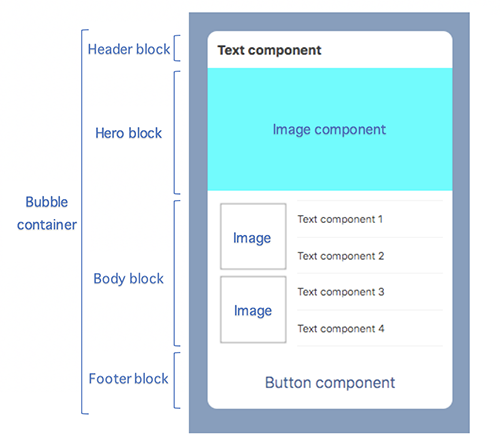 Header block
Text component
Hero block
Image component
Bubble
container
Body block
Image
Text component 1
Text component 2
Image
Text component 3
Text component 4
Footer block
Button component